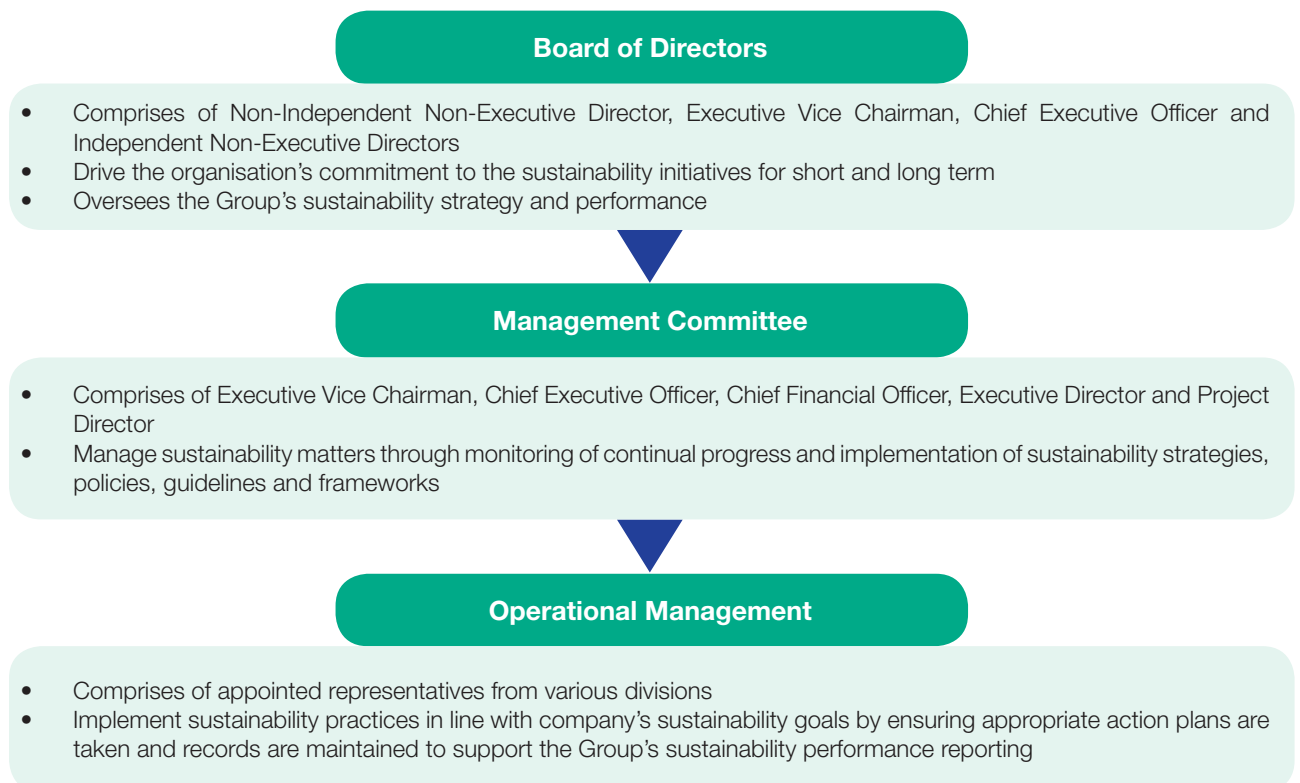 Board of Directors
• Comprises of Non-Independent Non-Executive Director, Executive Vice Chairman, Chief Executive Officer and
Independent Non-Executive Directors
• Drive the organisation’s commitment to the sustainability initiatives for short and long term
• Oversees the Group’s sustainability strategy and performance
Management Committee
• Comprises of Executive Vice Chairman, Chief Executive Officer, Chief Financial Officer, Executive Director and Project
Director
• Manage sustainability matters through monitoring of continual progress and implementation of sustainability strategies,
policies, guidelines and frameworks
Operational Management
• Comprises of appointed representatives from various divisions
• Implement sustainability practices in line with company’s sustainability goals by ensuring appropriate action plans are
taken and records are maintained to support the Group’s sustainability performance reporting